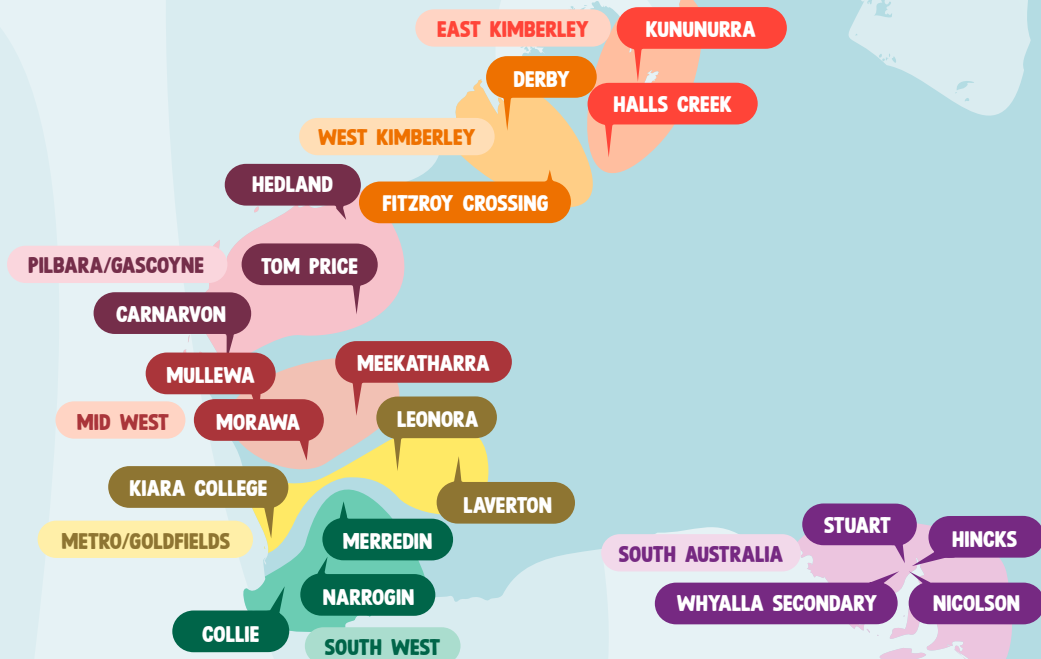 EAST KIMBERLEY
KUNUNURRA
DERBY
HALLS CREEK
WEST KIMBERLEY
HEDLAND
FITZROY CROSSING
PILBARA/GASCOYNE
TOM PRICE
CARNARVON
MEEKATHARRA
MULLEWA
MID WEST
MORAWA
LEONORA
KIARA COLLEGE
LAVERTON
METRO/GOLDFIELDS
MERREDIN
NARROGIN
COLLIE
SOUTH WEST
STUART
HINCKS
SOUTH AUSTRALIA
WHYALLA SECONDARY
NICOLSON